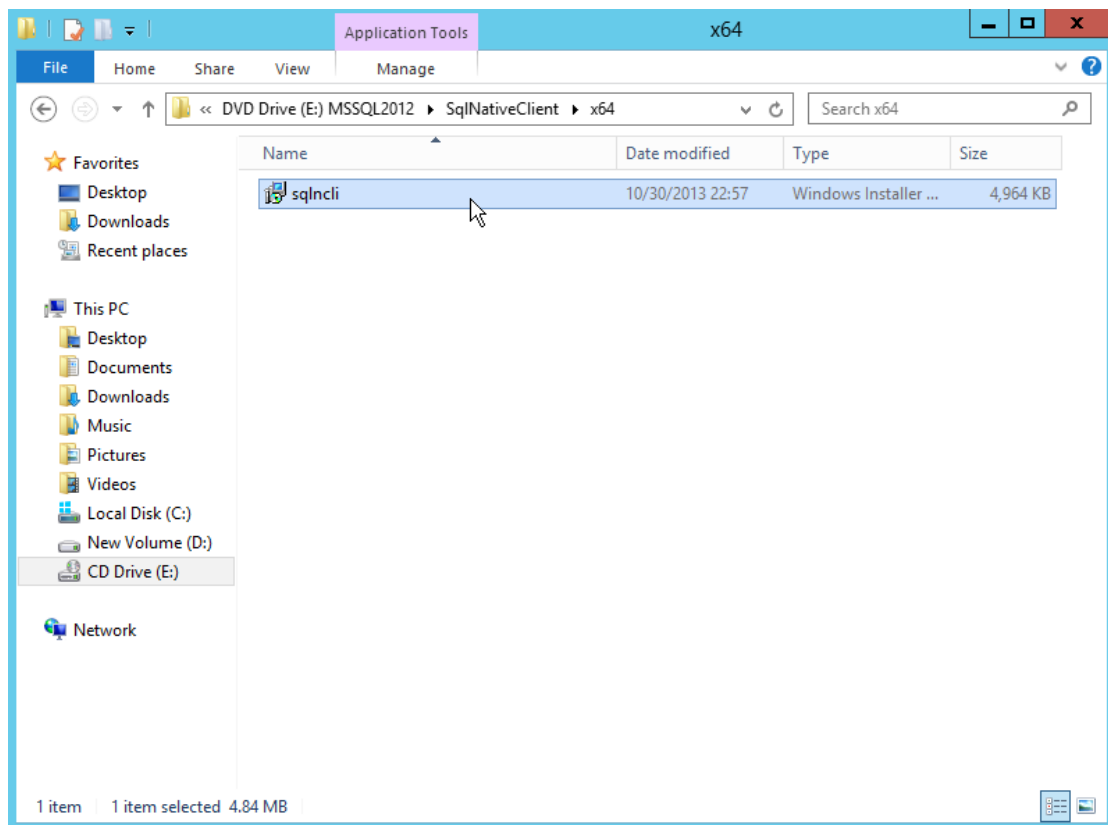 Application Tools
x64
File
Home
Share
View
Manage
« DVD Drive (E:) MSSQL2012 SqlNativeClient x64
Search x64
Name
Date modified
Type
Size
sqlncli
10/30/2013 22:57
Windows Installer ...
4,964 KB
Favorites
Desktop
Downloads
Recent places
This PC
Desktop
Documents
Downloads
Music
Pictures
Videos
Local Disk (C:)
New Volume (D:)
CD Drive (E:)
Network
1 item
1 item selected 4.84 MB